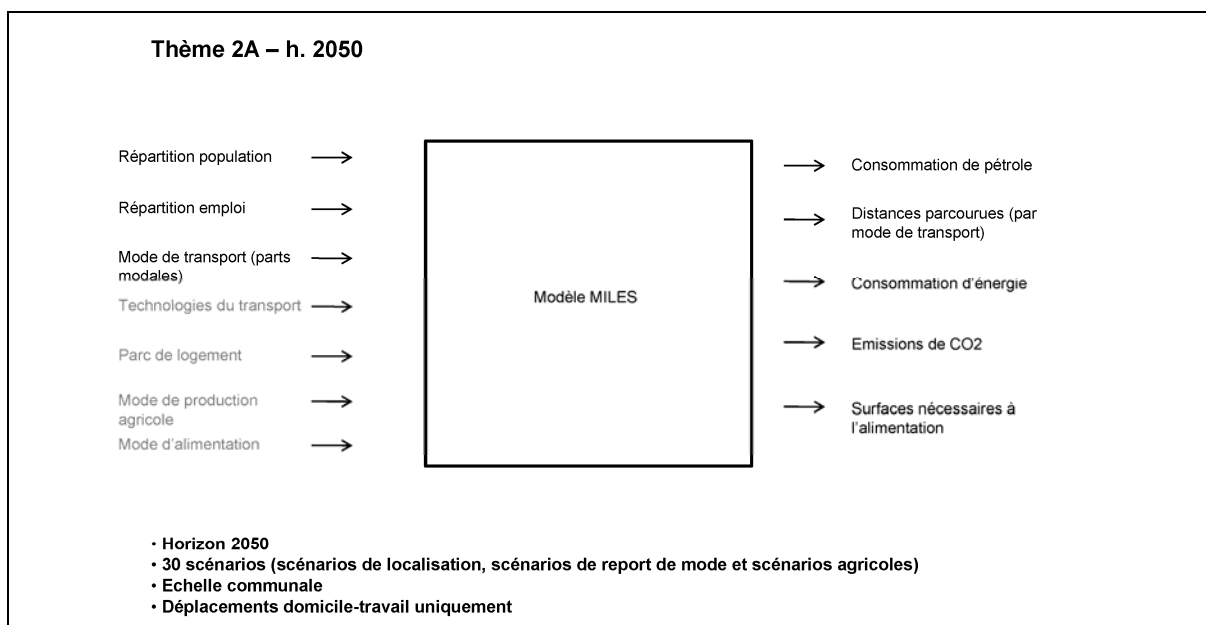 Thème 2A – h. 2050
Répartition population
Répartition emploi
Mode de transport (parts
modales)
Technologies du transport
Parc de logement
Mode de production
agricole
Mode d'alimentation
Modèle MILES
Consommation de pétrole
Distances parcourues (par
mode de transport)
Consommation d'énergie
Emissions de CO2
Surfaces nécessaires à
l'alimentation
• Horizon 2050
• 30 scénarios (scénarios de localisation, scénarios de report de mode et scénarios agricoles)
• Echelle communale
• Déplacements domicile-travail uniquement